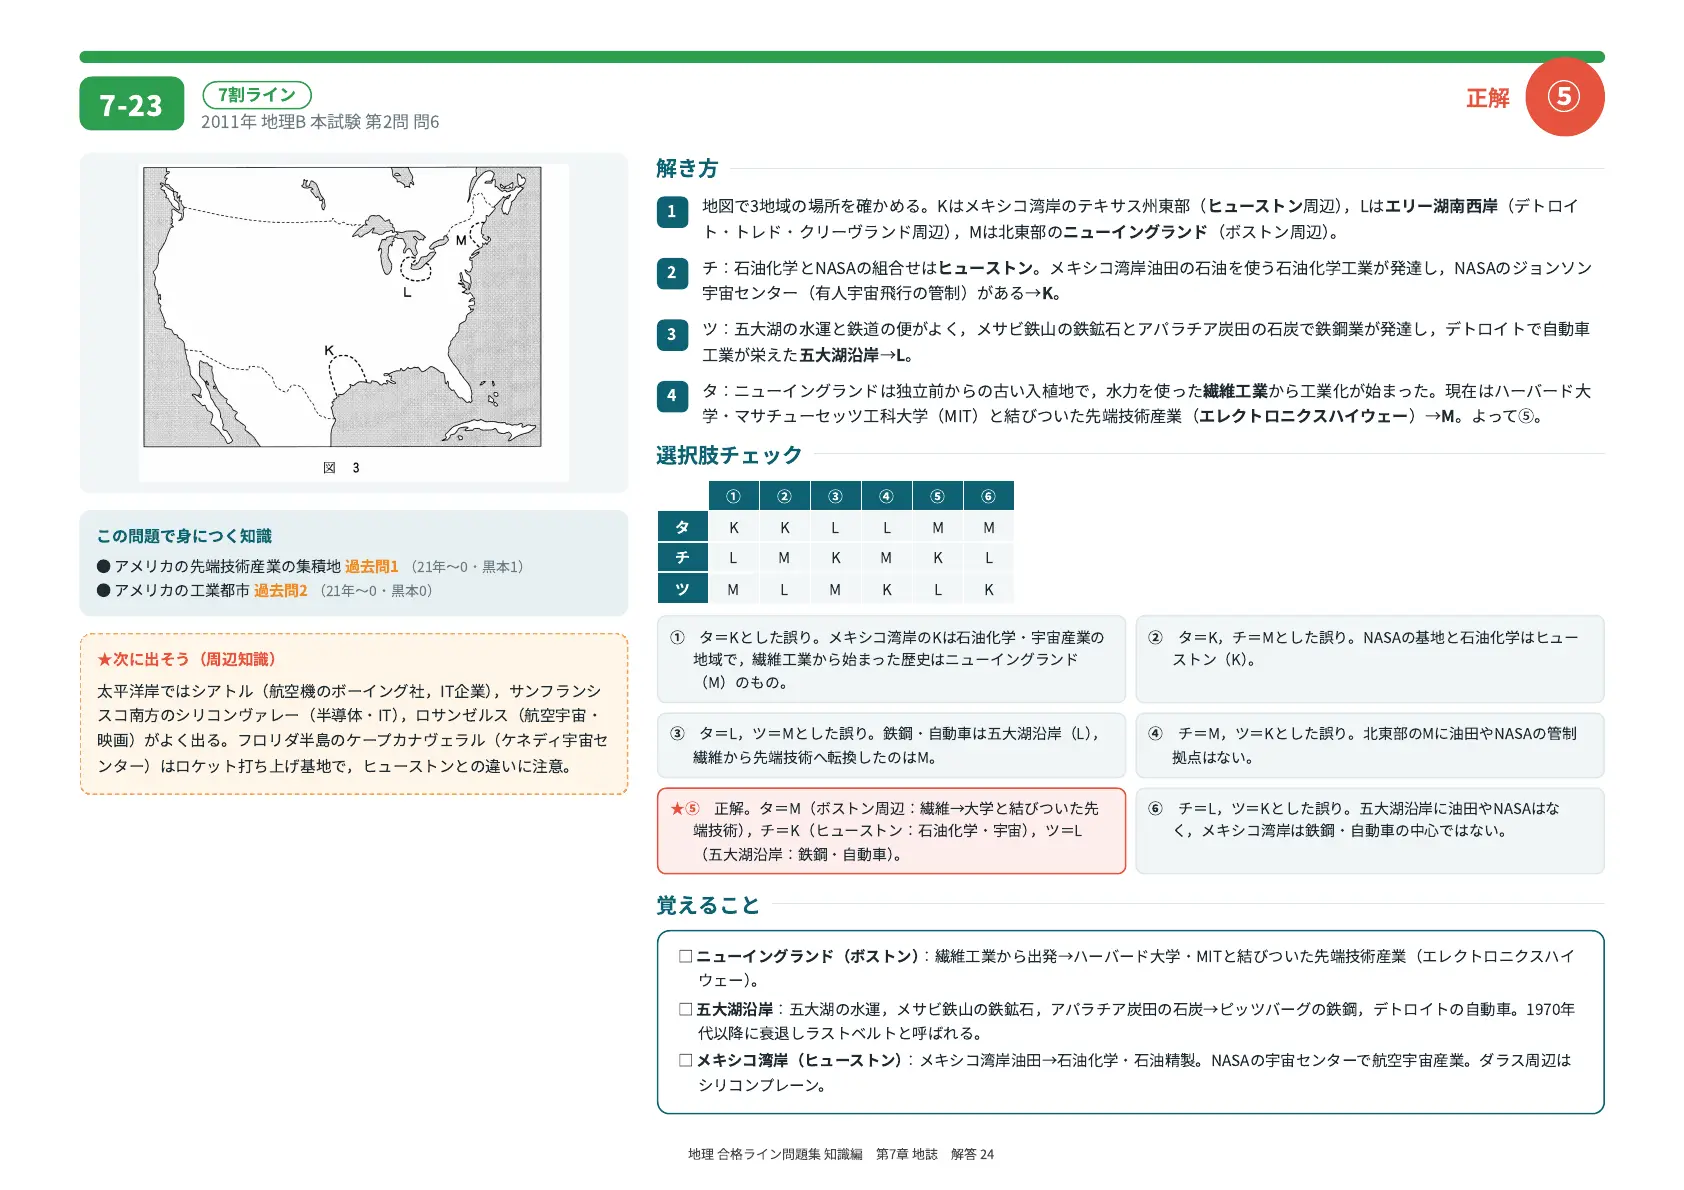 7-23
7割ライン
2011年 地理B 本試験 第2問 問6
正解 ⑤
M
L
K
図 3
この問題で身につく知識
● アメリカの先端技術産業の集積地 過去問1 （21年〜0・黒本1）
● アメリカの工業都市 過去問2 （21年〜0・黒本0）
★次に出そう（周辺知識）
太平洋岸ではシアトル（航空機のボーイング社，IT企業），サンフランシ
スコ南方のシリコンヴァレー（半導体・IT），ロサンゼルス（航空宇宙・
映画）がよく出る。フロリダ半島のケープカナヴェラル（ケネディ宇宙セ
ンター）はロケット打ち上げ基地で，ヒューストンとの違いに注意。
解き方
1 地図で3地域の場所を確かめる。Kはメキシコ湾岸のテキサス州東部（ヒューストン周辺），Lはエリー湖南西岸（デトロイ
ト・トレド・クリーヴランド周辺），Mは北東部のニューイングランド（ボストン周辺）。
2 チ：石油化学とNASAの組合せはヒューストン。メキシコ湾岸油田の石油を使う石油化学工業が発達し，NASAのジョンソン
宇宙センター（有人宇宙飛行の管制）がある→K。
3 ツ：五大湖の水運と鉄道の便がよく，メサビ鉄山の鉄鉱石とアパラチア炭田の石炭で鉄鋼業が発達し，デトロイトで自動車
工業が栄えた五大湖沿岸→L。
4 タ：ニューイングランドは独立前からの古い入植地で，水力を使った繊維工業から工業化が始まった。現在はハーバード大
学・マサチューセッツ工科大学（MIT）と結びついた先端技術産業（エレクトロニクスハイウェー）→M。よって⑤。
選択肢チェック
① ② ③ ④ ⑤ ⑥
タ K K L L M M
チ L M K M K L
ツ M L M K L K
① タ＝Kとした誤り。メキシコ湾岸のKは石油化学・宇宙産業の
地域で，繊維工業から始まった歴史はニューイングランド
（M）のもの。
② タ＝K，チ＝Mとした誤り。NASAの基地と石油化学はヒュー
ストン（K）。
③ タ＝L，ツ＝Mとした誤り。鉄鋼・自動車は五大湖沿岸（L），
繊維から先端技術へ転換したのはM。
④ チ＝M，ツ＝Kとした誤り。北東部のMに油田やNASAの管制
拠点はない。
★⑤ 正解。タ＝M（ボストン周辺：繊維→大学と結びついた先
端技術），チ＝K（ヒューストン：石油化学・宇宙），ツ＝L
（五大湖沿岸：鉄鋼・自動車）。
⑥ チ＝L，ツ＝Kとした誤り。五大湖沿岸に油田やNASAはな
く，メキシコ湾岸は鉄鋼・自動車の中心ではない。
覚えること
□ ニューイングランド（ボストン）：繊維工業から出発→ハーバード大学・MITと結びついた先端技術産業（エレクトロニクスハイ
ウェー）。
□ 五大湖沿岸：五大湖の水運，メサビ鉄山の鉄鉱石，アパラチア炭田の石炭→ピッツバーグの鉄鋼，デトロイトの自動車。1970年
代以降に衰退しラストベルトと呼ばれる。
□ メキシコ湾岸（ヒューストン）：メキシコ湾岸油田→石油化学・石油精製。NASAの宇宙センターで航空宇宙産業。ダラス周辺は
シリコンプレーン。
地理 合格ライン問題集 知識編 第7章 地誌 解答 24